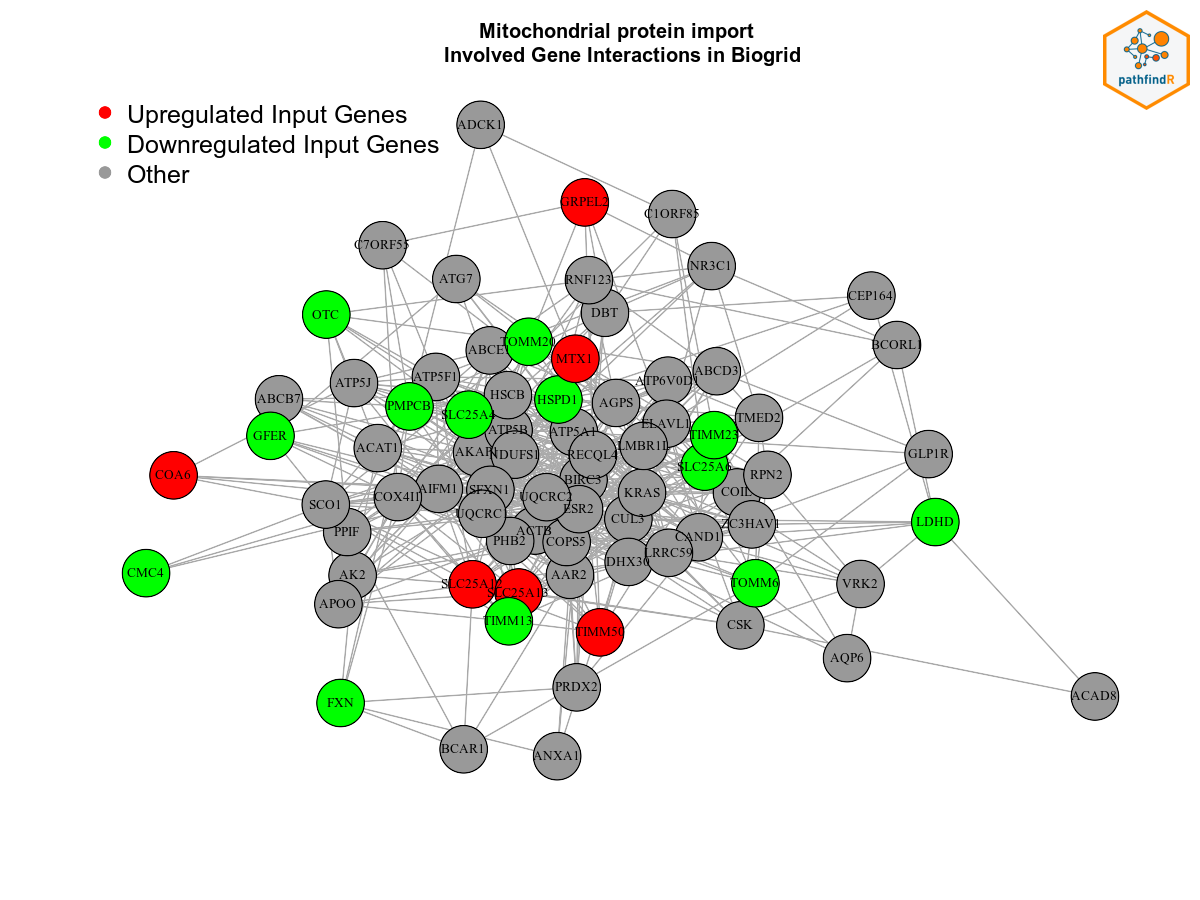 Mitochondrial protein import
Involved Gene Interactions in Biogrid
pathfindR
Upregulated Input Genes
Downregulated Input Genes
Other
ADCK1
GRPEL2
C1ORF85
C7ORF55
NR3C1
ATG7
RNF123
CEP164
DBT
OTC
TOMM20
BCORL1
ABCE1
MTX1
ABCD3
ATP5F1
ATP6V0D1
ATP5J
HSCB
ABCB7
HSPD1
AGPS
PMPCB
SLC25A4
TMED2
ELAVL1
ATP5B
ATP5A1
GFER
TIMM23
LMBR1L
ACAT1
AKAP1
NDUFS1
RECQL4
GLP1R
SLC25A6
COA6
RPN2
BIRC3
AIFM1
SFXN1
COIL
KRAS
COX4I1
UQCRC2
SCO1
ESR2
UQCRC
CUL3
LDHD
ZC3HAV1
PPIF
ACTB
CAND1
PHB2
COPS5
LRRC59
DHX30
CMC4
AK2
AAR2
SLC25A12
TOMM6
VRK2
SLC25A13
APOO
TIMM13
CSK
TIMM50
AQP6
PRDX2
ACAD8
FXN
BCAR1
ANXA1